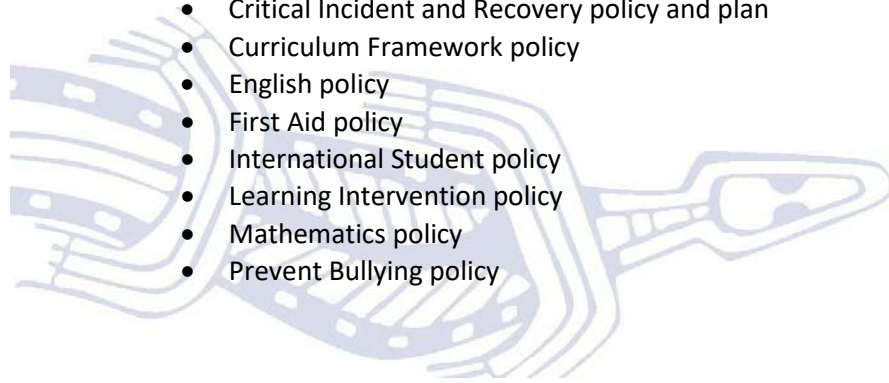 • Critical Incident and Recovery policy and plan
• Curriculum Framework policy
• English policy
• First Aid policy
• International Student policy
• Learning Intervention policy
• Mathematics policy
• Prevent Bullying policy